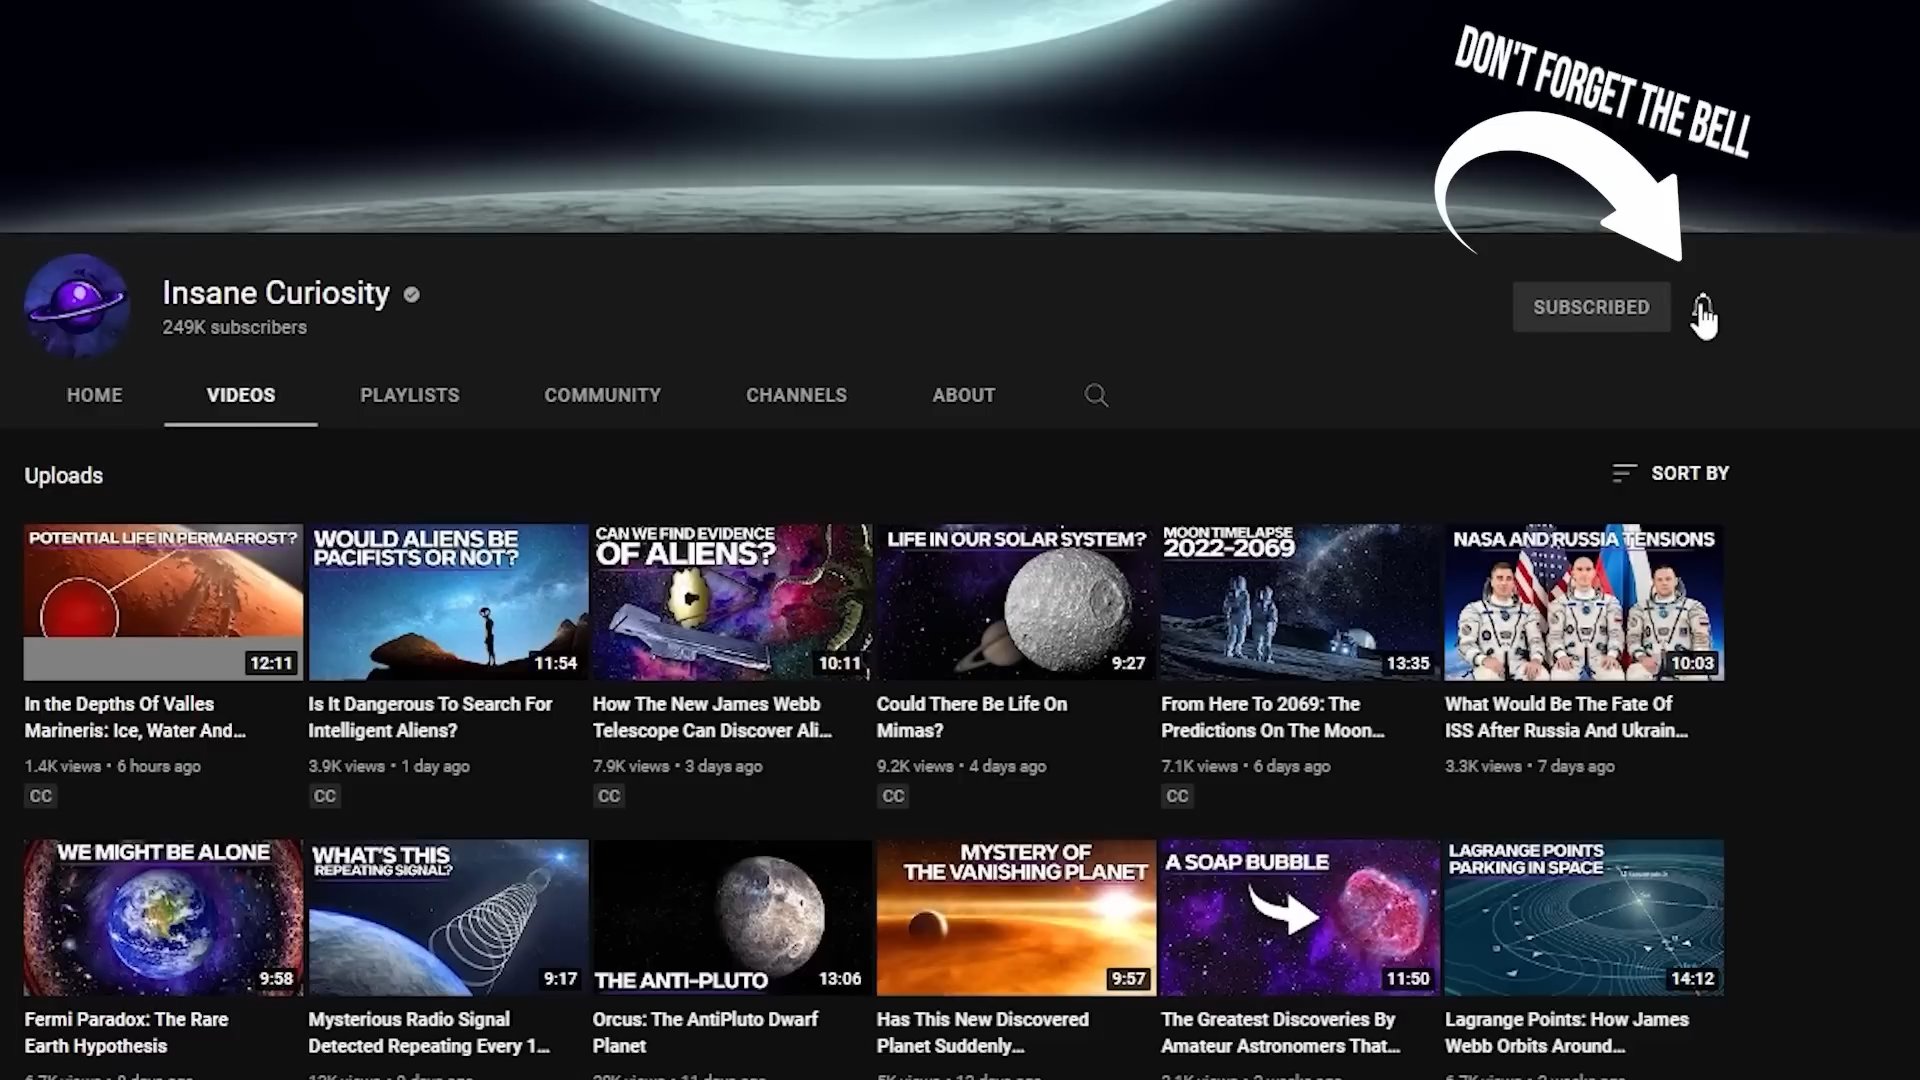 DON'T FORGET THE BELL
Insane Curiosity
249K subscribers
SUBSCRIBED
HOME
VIDEOS
PLAYLISTS
COMMUNITY
CHANNELS
ABOUT
Uploads
SORT BY
POTENTIAL LIFE IN PERMAFROST?
12:11
WOULD ALIENS BE
PACIFISTS OR NOT?
11:54
CAN WE FIND EVIDENCE
OF ALIENS?
10:11
LIFE IN OUR SOLAR SYSTEM?
9:27
MOON TIMELAPSE
2022-2069
13:35
NASA AND RUSSIA TENSIONS
10:03
In the Depths Of Valles
Marineris: Ice, Water And...
1.4K views • 6 hours ago
CC
Is It Dangerous To Search For
Intelligent Aliens?
3.9K views • 1 day ago
CC
How The New James Webb
Telescope Can Discover Ali...
7.9K views • 3 days ago
CC
Could There Be Life On
Mimas?
9.2K views • 4 days ago
CC
From Here To 2069: The
Predictions On The Moon...
7.1K views • 6 days ago
CC
What Would Be The Fate Of
ISS After Russia And Ukrain...
3.3K views • 7 days ago
WE MIGHT BE ALONE
9:58
WHAT'S THIS
REPEATING SIGNAL?
9:17
THE ANTI-PLUTO
13:06
MYSTERY OF
THE VANISHING PLANET
9:57
A SOAP BUBBLE
11:50
LAGRANGE POINTS
PARKING IN SPACE
14:12
Fermi Paradox: The Rare
Earth Hypothesis
Mysterious Radio Signal
Detected Repeating Every 1...
Orcus: The AntiPluto Dwarf
Planet
Has This New Discovered
Planet Suddenly...
The Greatest Discoveries By
Amateur Astronomers That...
Lagrange Points: How James
Webb Orbits Around...